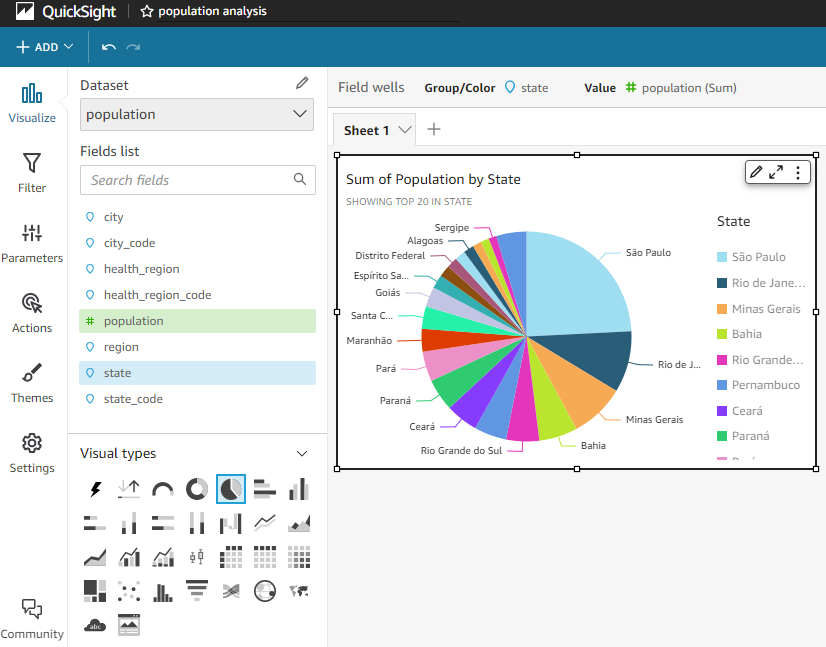 QuickSight
population analysis
ADD
Visualize
Filter
Parameters
Actions
Themes
Settings
Community
Dataset
population
Fields list
Search fields
city
city_code
health_region
health_region_code
# population
region
state
state_code
Visual types
abc
Field wells Group/Color state Value # population (Sum)
Sheet 1
Sum of Population by State
SHOWING TOP 20 IN STATE
Sergipe
Alagoas
Distrito Federal
Espírito Sa...
Goiás
Santa C...
Maranhão
Pará
Paraná
Ceará
Rio Grande do Sul
São Paulo
Rio de J...
Minas Gerais
Bahia
State
São Paulo
Rio de Jane...
Minas Gerais
Bahia
Rio Grande...
Pernambuco
Ceará
Paraná